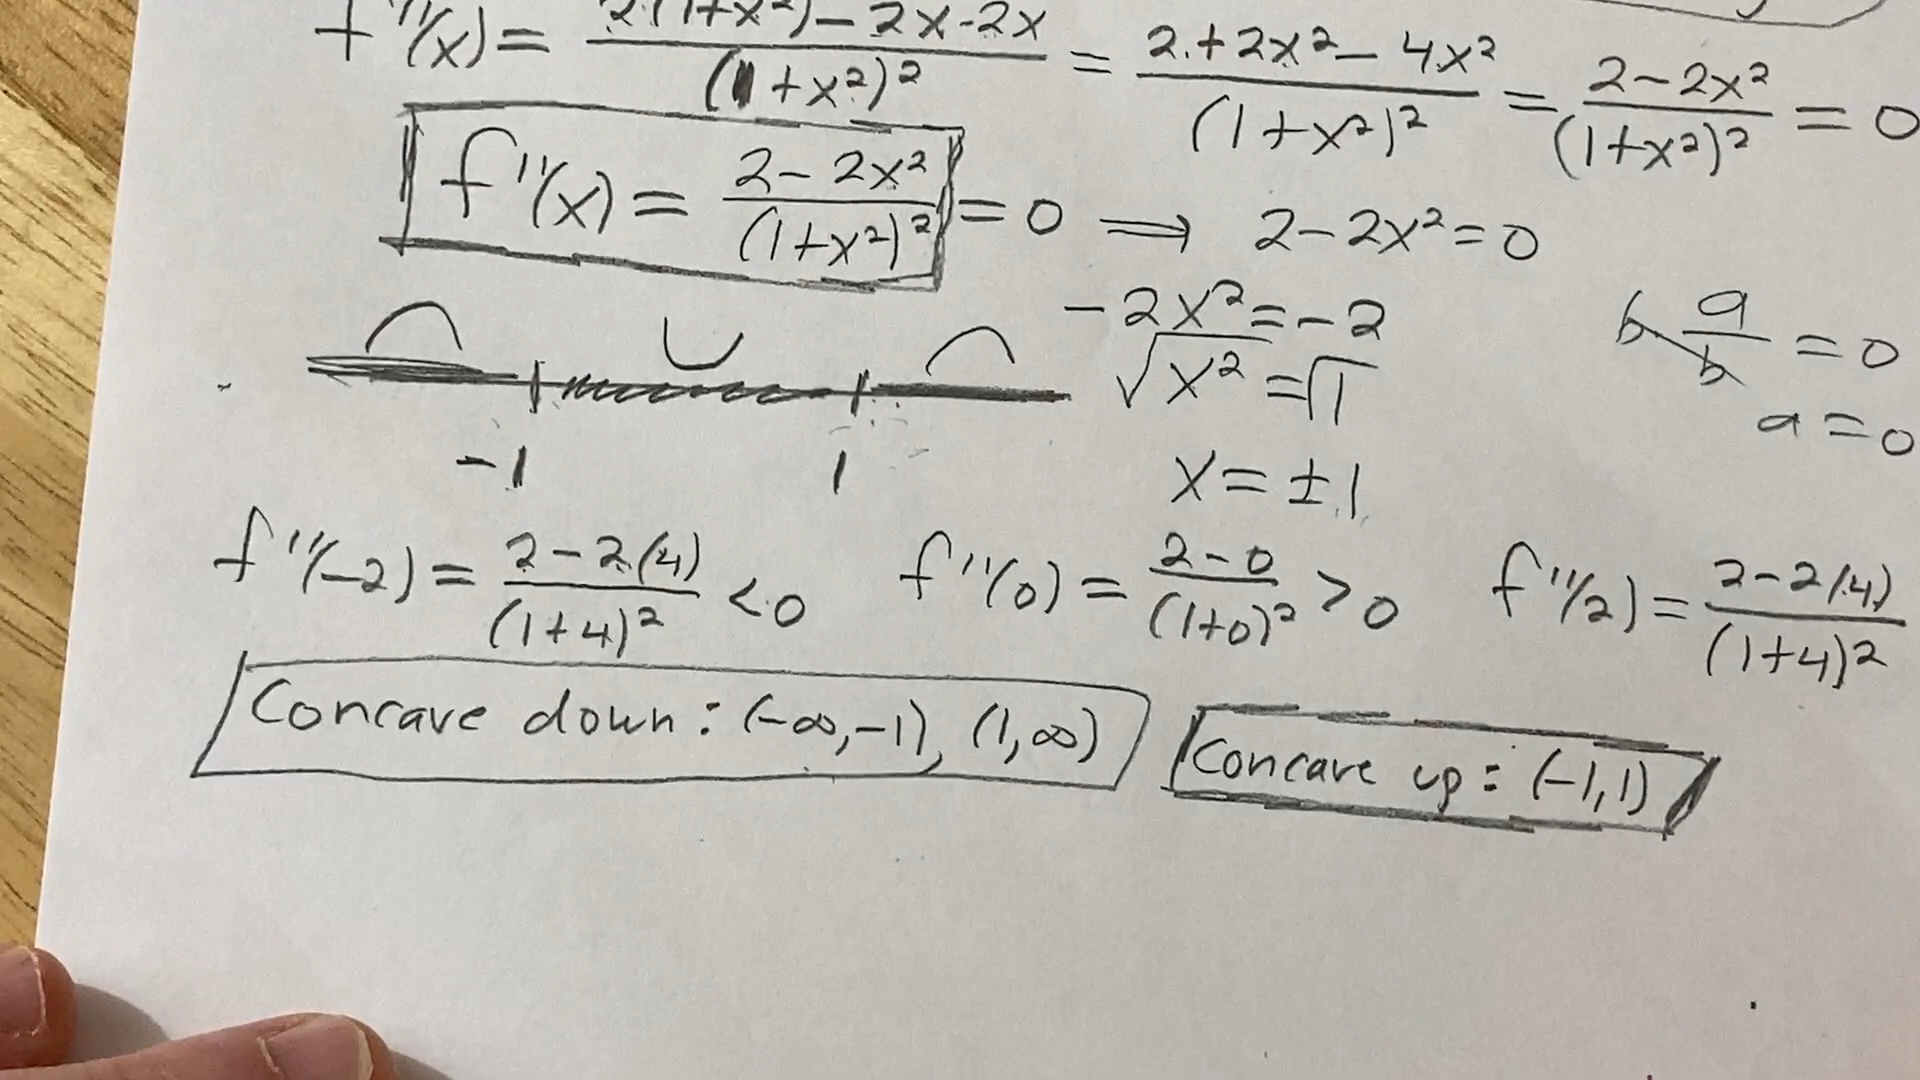 f''(x) = 2·(1+x²) - 2x·2x / (1+x²)² = 2+2x² - 4x² / (1+x²)² = 2-2x² / (1+x²)² = 0
f''(x) = 2-2x² / (1+x²)² = 0 ⟹ 2-2x² = 0
-2x² = -2
b a/b = 0
√x² = √1
a = 0
-1 1
x = ±1
f''(-2) = 2-2(4) / (1+4)² < 0 f''(0) = 2-0 / (1+0)² > 0 f''(2) = 2-2(4) / (1+4)²
Concave down: (-∞,-1), (1,∞)
Concave up: (-1,1)